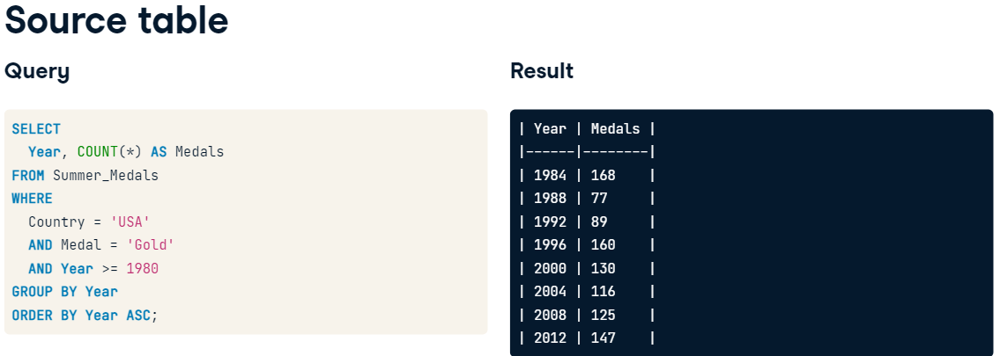 Source table
Query
SELECT
Year, COUNT(*) AS Medals
FROM Summer_Medals
WHERE
Country = 'USA'
AND Medal = 'Gold'
AND Year >= 1980
GROUP BY Year
ORDER BY Year ASC;
Result
| Year | Medals |
|------|--------|
| 1984 | 168    |
| 1988 | 77     |
| 1992 | 89     |
| 1996 | 160    |
| 2000 | 130    |
| 2004 | 116    |
| 2008 | 125    |
| 2012 | 147    |